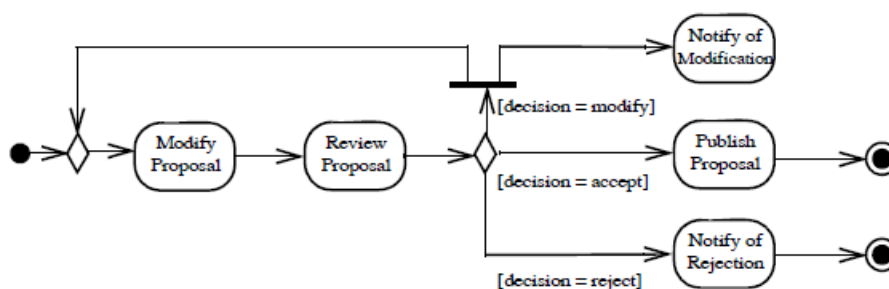 Notify of
Modification
[decision = modify]
Modify
Proposal
Review
Proposal
Publish
Proposal
[decision = accept]
Notify of
Rejection
[decision = reject]